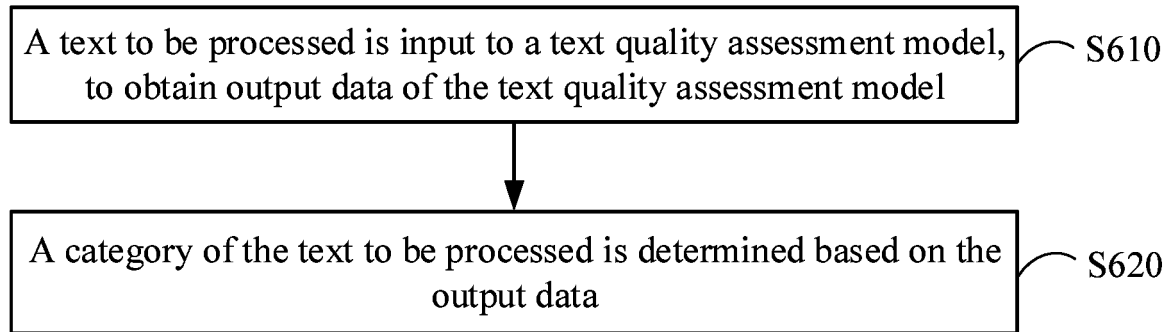 A text to be processed is input to a text quality assessment model,
to obtain output data of the text quality assessment model
S610
A category of the text to be processed is determined based on the
output data
S620